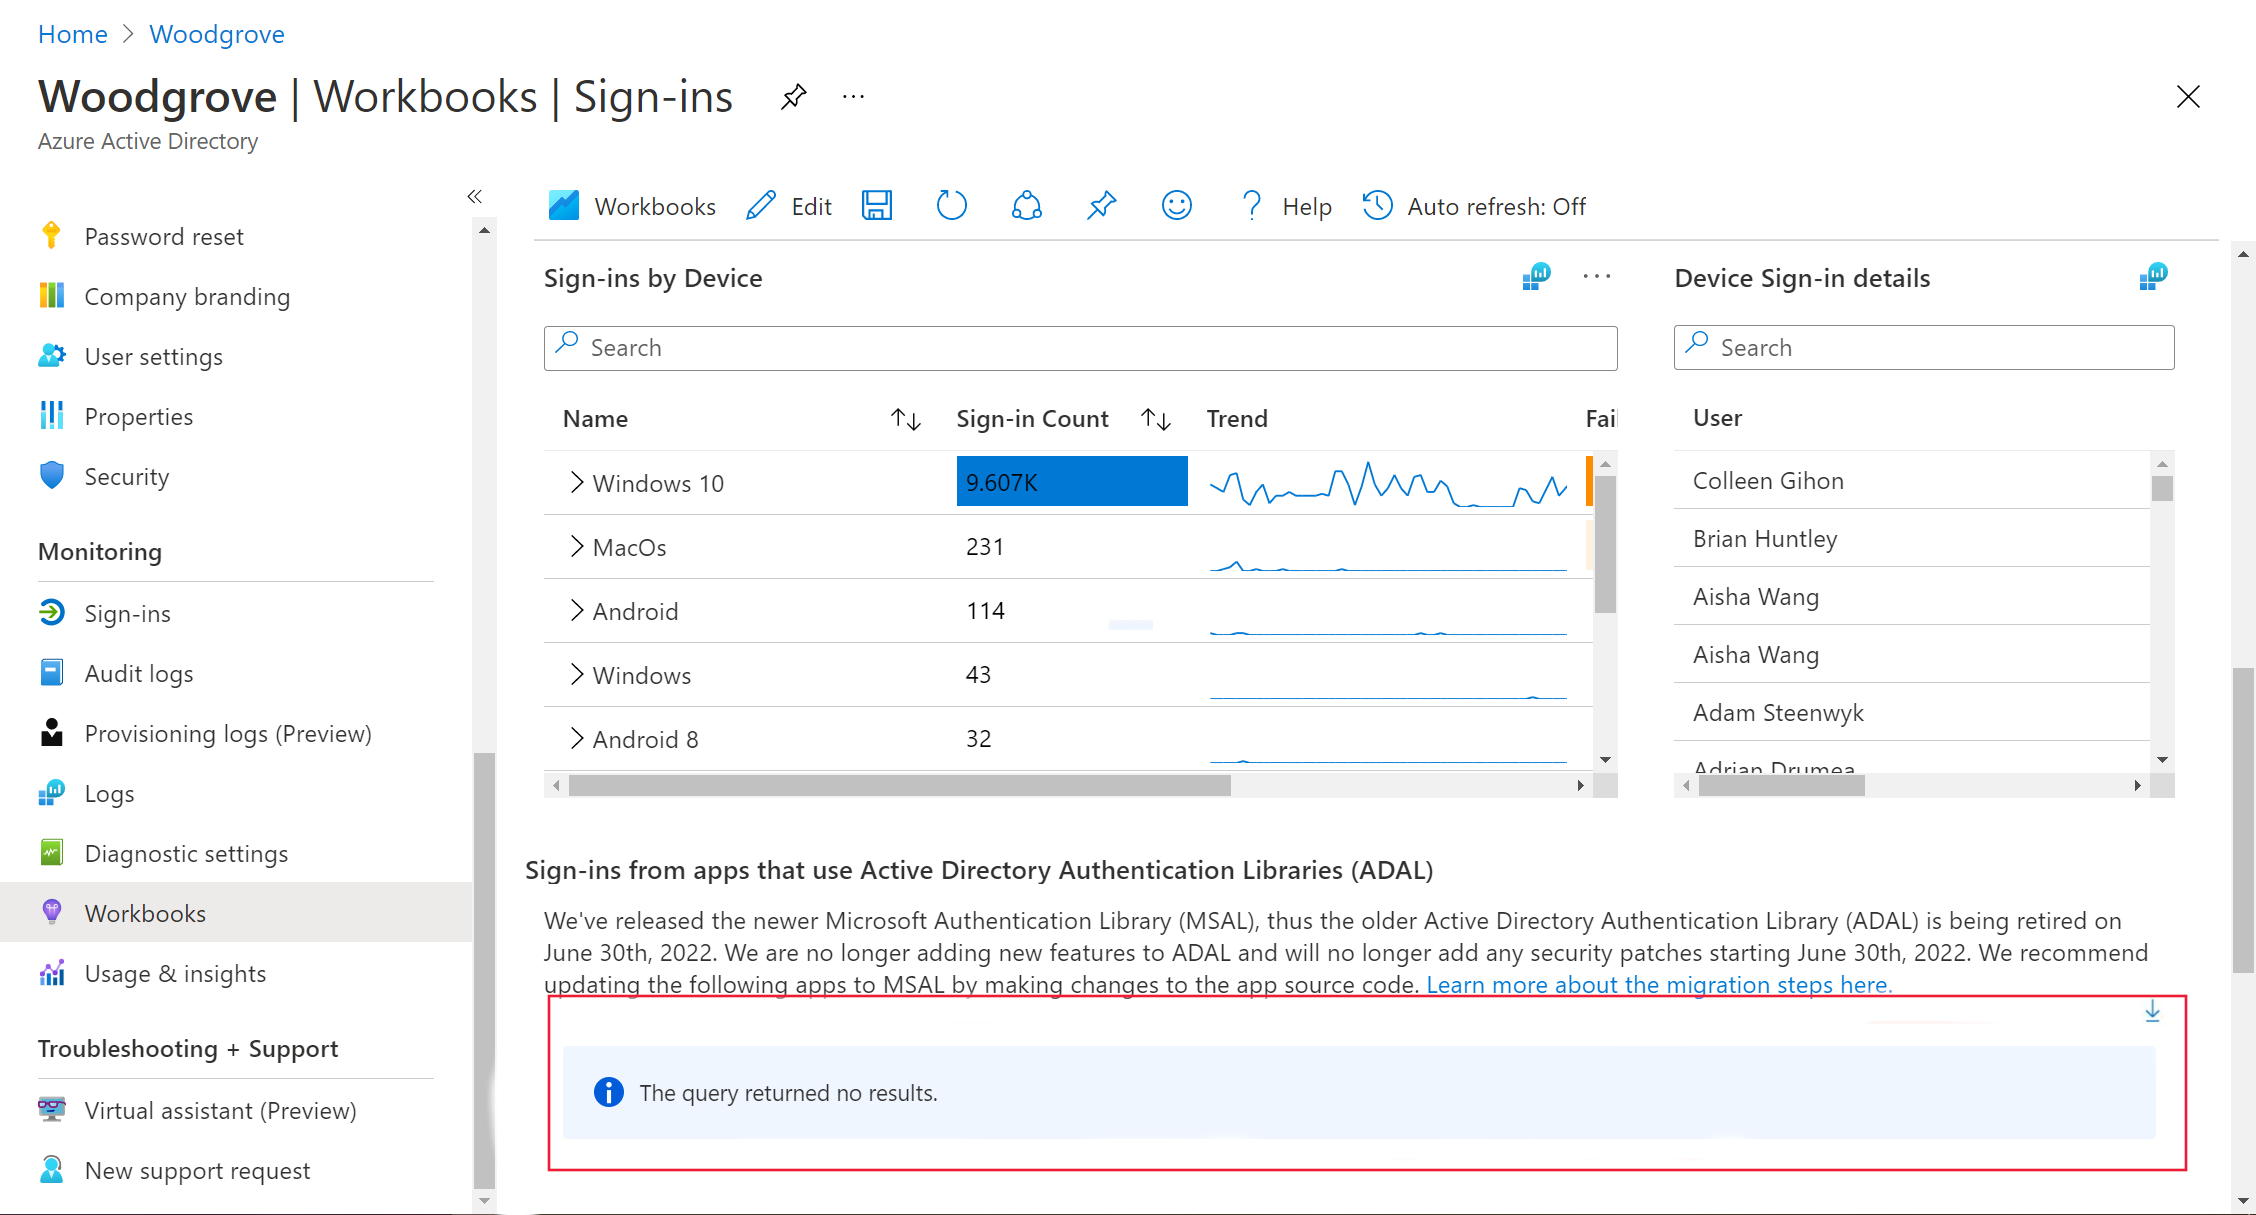 Home > Woodgrove
Woodgrove | Workbooks | Sign-ins
Azure Active Directory
Password reset
Company branding
User settings
Properties
Security
Monitoring
Sign-ins
Audit logs
Provisioning logs (Preview)
Logs
Diagnostic settings
Workbooks
Usage & insights
Troubleshooting + Support
Virtual assistant (Preview)
New support request
Workbooks Edit Help Auto refresh: Off
Sign-ins by Device
Search
Name Sign-in Count Trend Fai
Windows 10 9.607K
MacOs 231
Android 114
Windows 43
Android 8 32
Device Sign-in details
Search
User
Colleen Gihon
Brian Huntley
Aisha Wang
Aisha Wang
Adam Steenwyk
Adrian Drumea
Sign-ins from apps that use Active Directory Authentication Libraries (ADAL)
We've released the newer Microsoft Authentication Library (MSAL), thus the older Active Directory Authentication Library (ADAL) is being retired on
June 30th, 2022. We are no longer adding new features to ADAL and will no longer add any security patches starting June 30th, 2022. We recommend
updating the following apps to MSAL by making changes to the app source code. Learn more about the migration steps here.
The query returned no results.